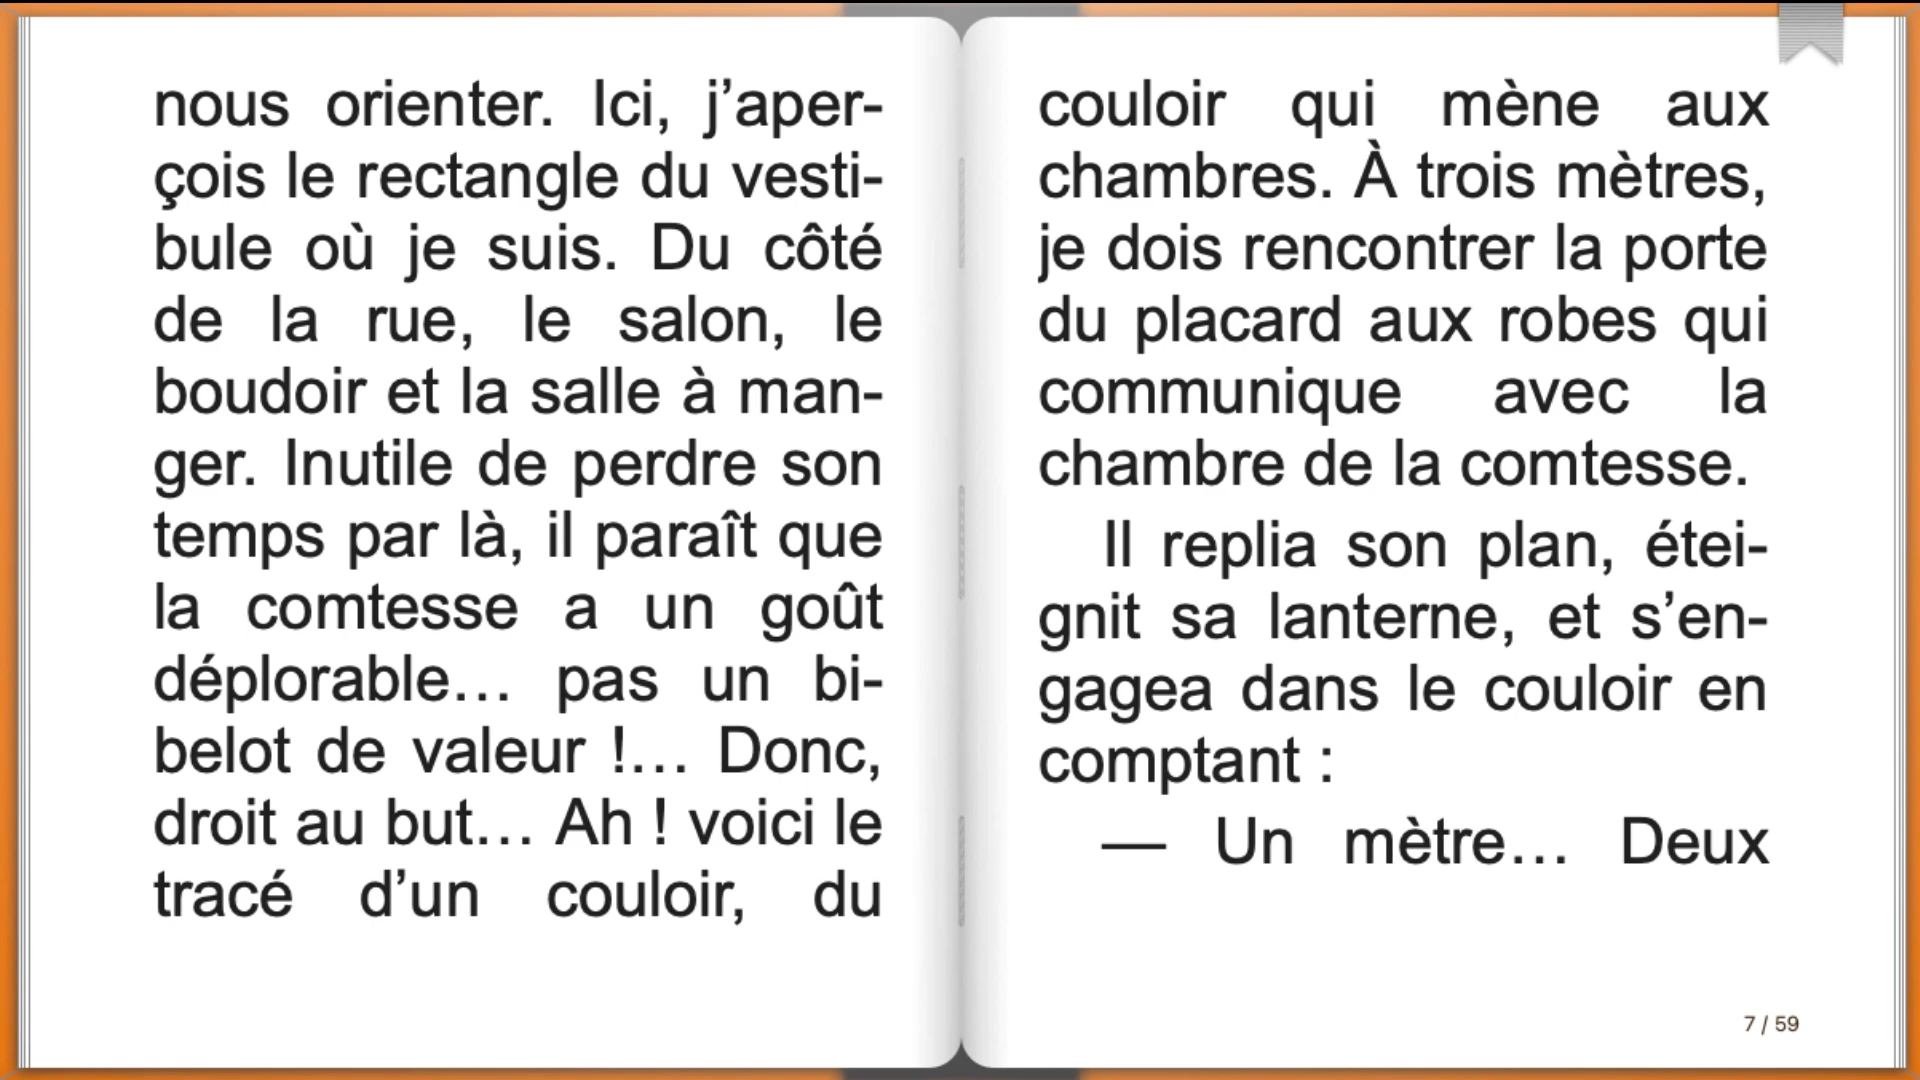 nous orienter. Ici, j’aper-
çois le rectangle du vesti-
bule où je suis. Du côté
de la rue, le salon, le
boudoir et la salle à man-
ger. Inutile de perdre son
temps par là, il paraît que
la comtesse a un goût
déplorable… pas un bi-
belot de valeur !… Donc,
droit au but… Ah ! voici le
tracé d’un couloir, du
couloir qui mène aux
chambres. À trois mètres,
je dois rencontrer la porte
du placard aux robes qui
communique avec la
chambre de la comtesse.
Il replia son plan, étei-
gnit sa lanterne, et s’en-
gagea dans le couloir en
comptant :
— Un mètre… Deux
7 / 59